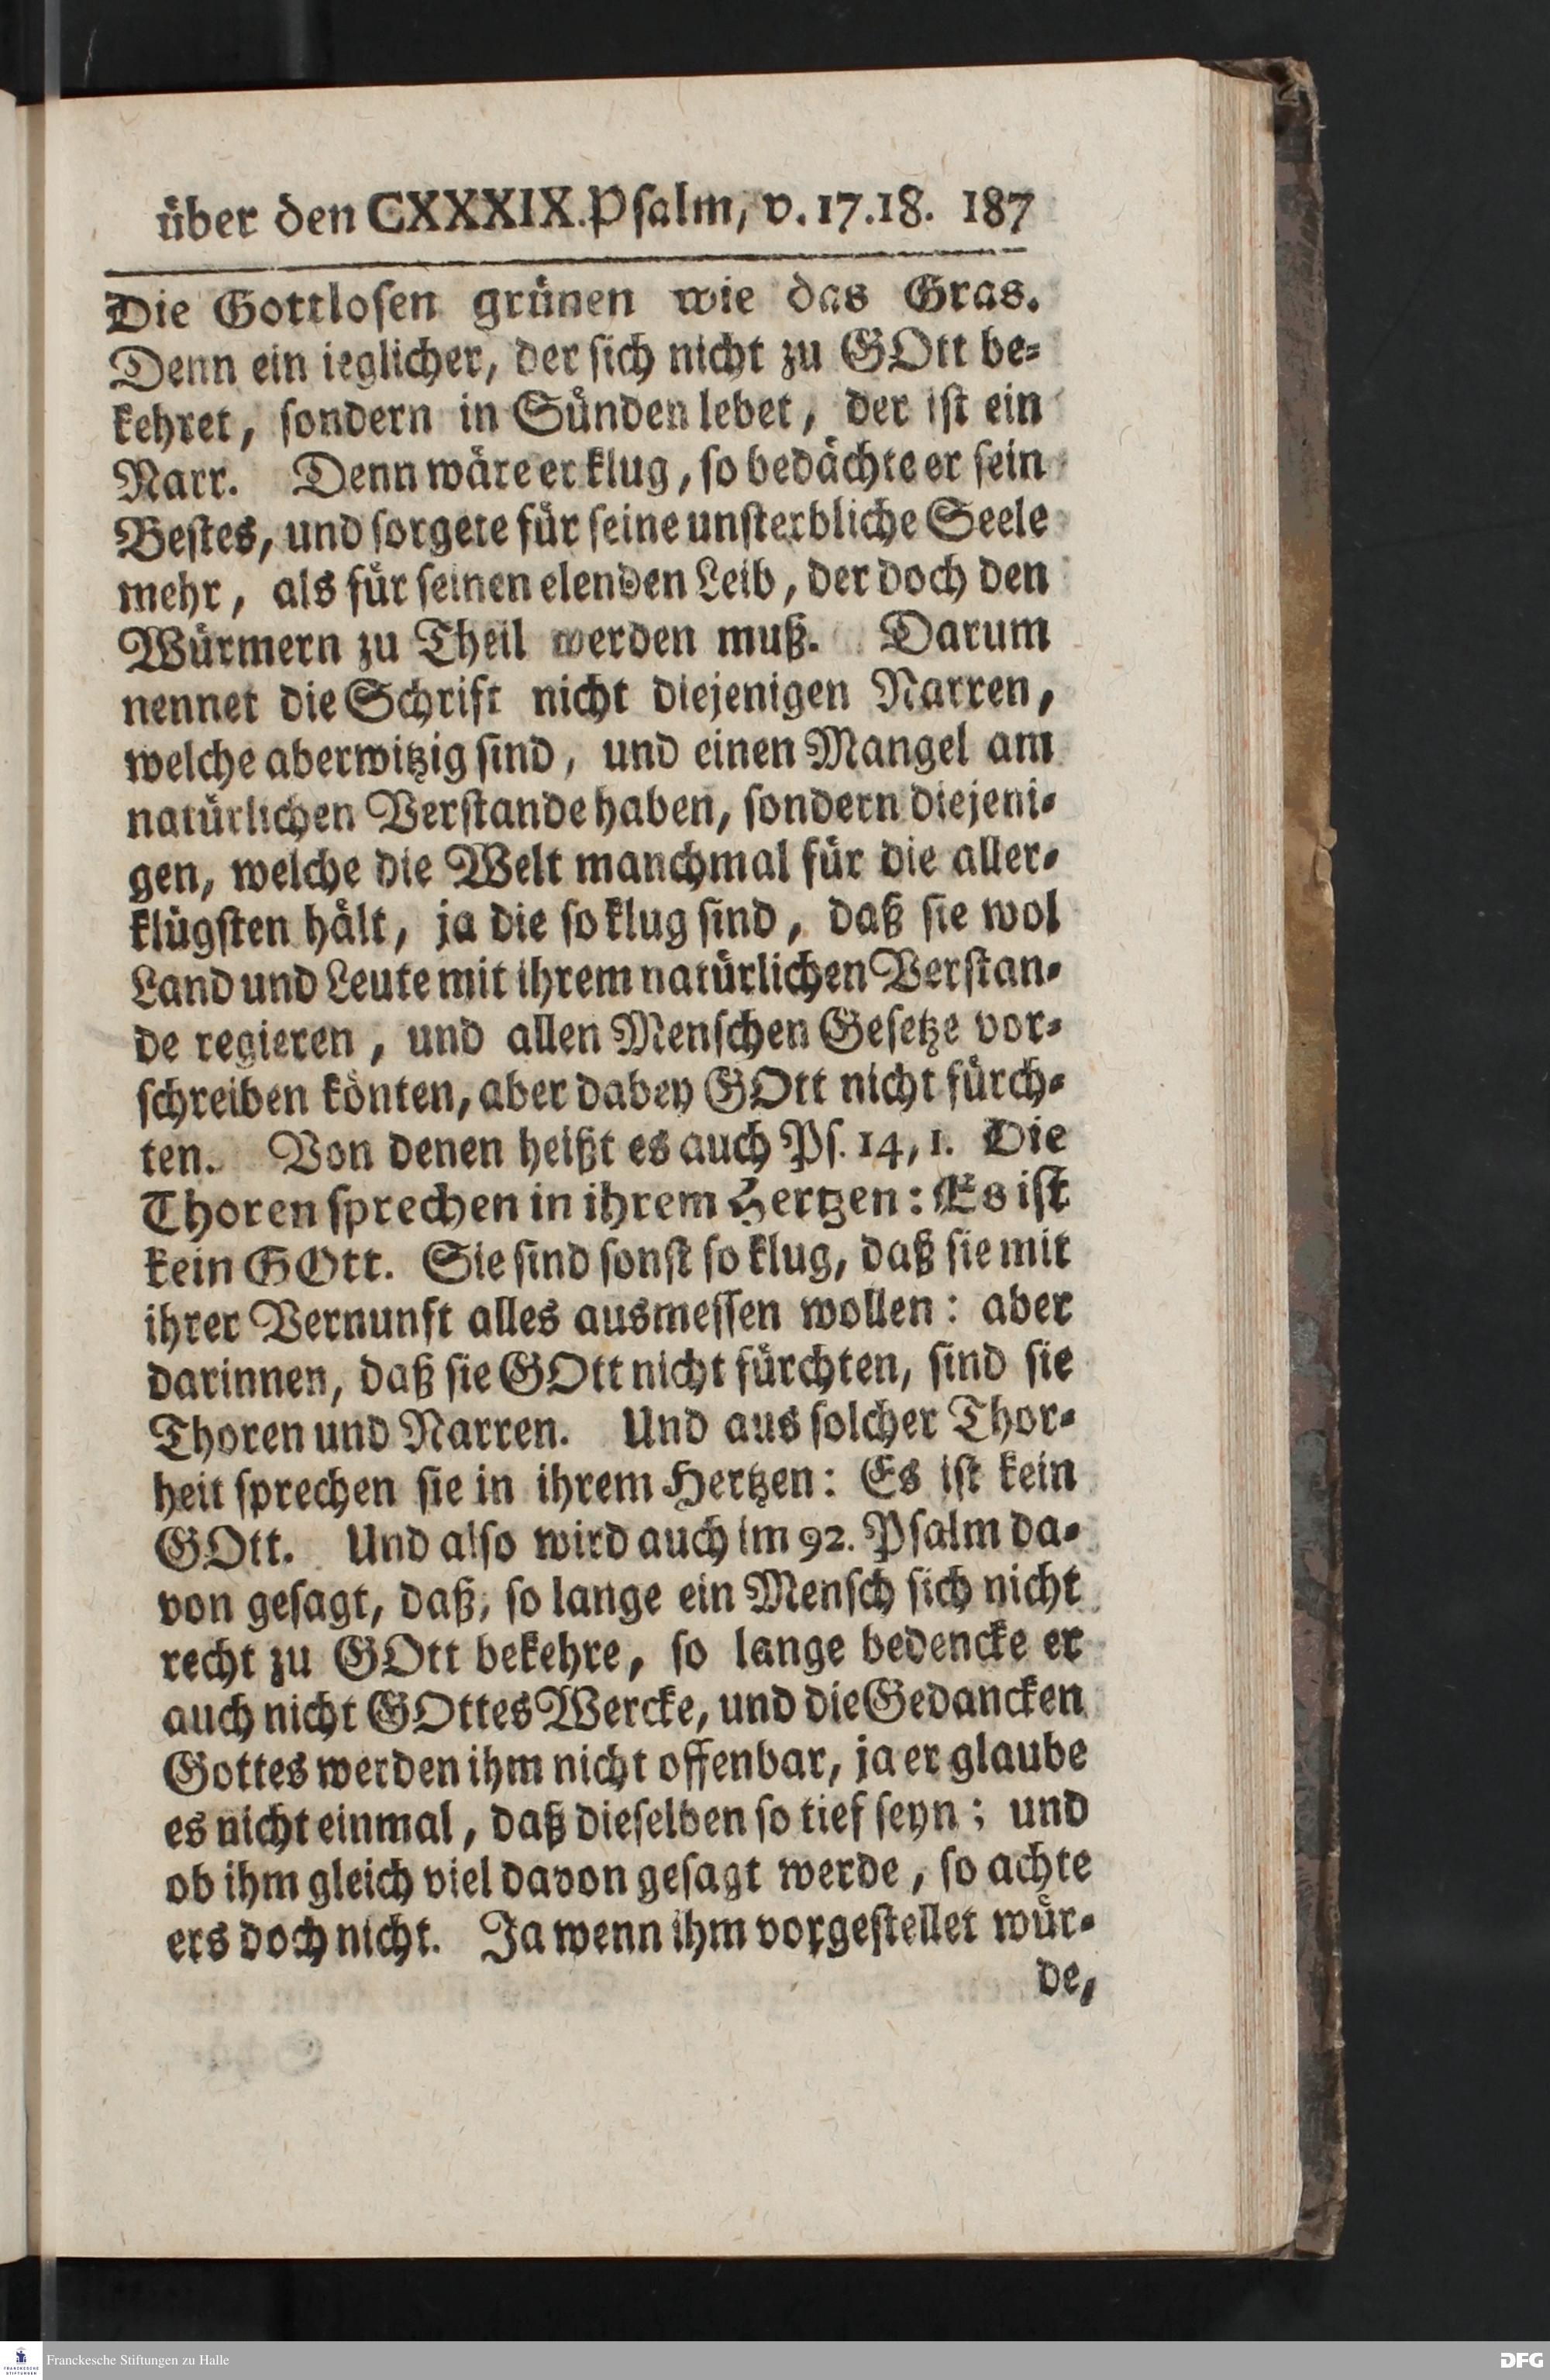 über den CXXXIX. Psalm, v. 17. 18. 187
Die Gottlosen grünen wie das Gras.
Denn ein ieglicher, der sich nicht zu GOtt be-
kehret, sondern in Sünden lebet, der ist ein
Narr. Denn wäre er klug, so bedächte er sein
Bestes, und sorgete für seine unsterbliche Seele
mehr, als für seinen elenden Leib, der doch den
Würmern zu Theil werden muß. Darum
nennet die Schrift nicht diejenigen Narren,
welche aberwitzig sind, und einen Mangel am
natürlichen Verstande haben, sondern diejeni-
gen, welche die Welt manchmal für die aller-
klügsten hält, ja die so klug sind, daß sie wol
Land und Leute mit ihrem natürlichen Verstan-
de regieren, und allen Menschen Gesetze vor-
schreiben könten, aber dabey GOtt nicht fürch-
ten. Von denen heißt es auch Ps. 14, 1. Die
Thoren sprechen in ihrem Hertzen: Es ist
kein GOtt. Sie sind sonst so klug, daß sie mit
ihrer Vernunft alles ausmessen wollen: aber
darinnen, daß sie GOtt nicht fürchten, sind sie
Thoren und Narren. Und aus solcher Thor-
heit sprechen sie in ihrem Hertzen: Es ist kein
GOtt. Und also wird auch im 92. Psalm da-
von gesagt, daß, so lange ein Mensch sich nicht
recht zu GOtt bekehre, so lange bedencke er
auch nicht GOttes Wercke, und die Gedancken
Gottes werden ihm nicht offenbar, ja er glaube
es nicht einmal, daß dieselben so tief seyn; und
ob ihm gleich viel davon gesagt werde, so achte
ers doch nicht. Ja wenn ihm vorgestellet wür-
de,
Franckesche Stiftungen zu Halle
DFG